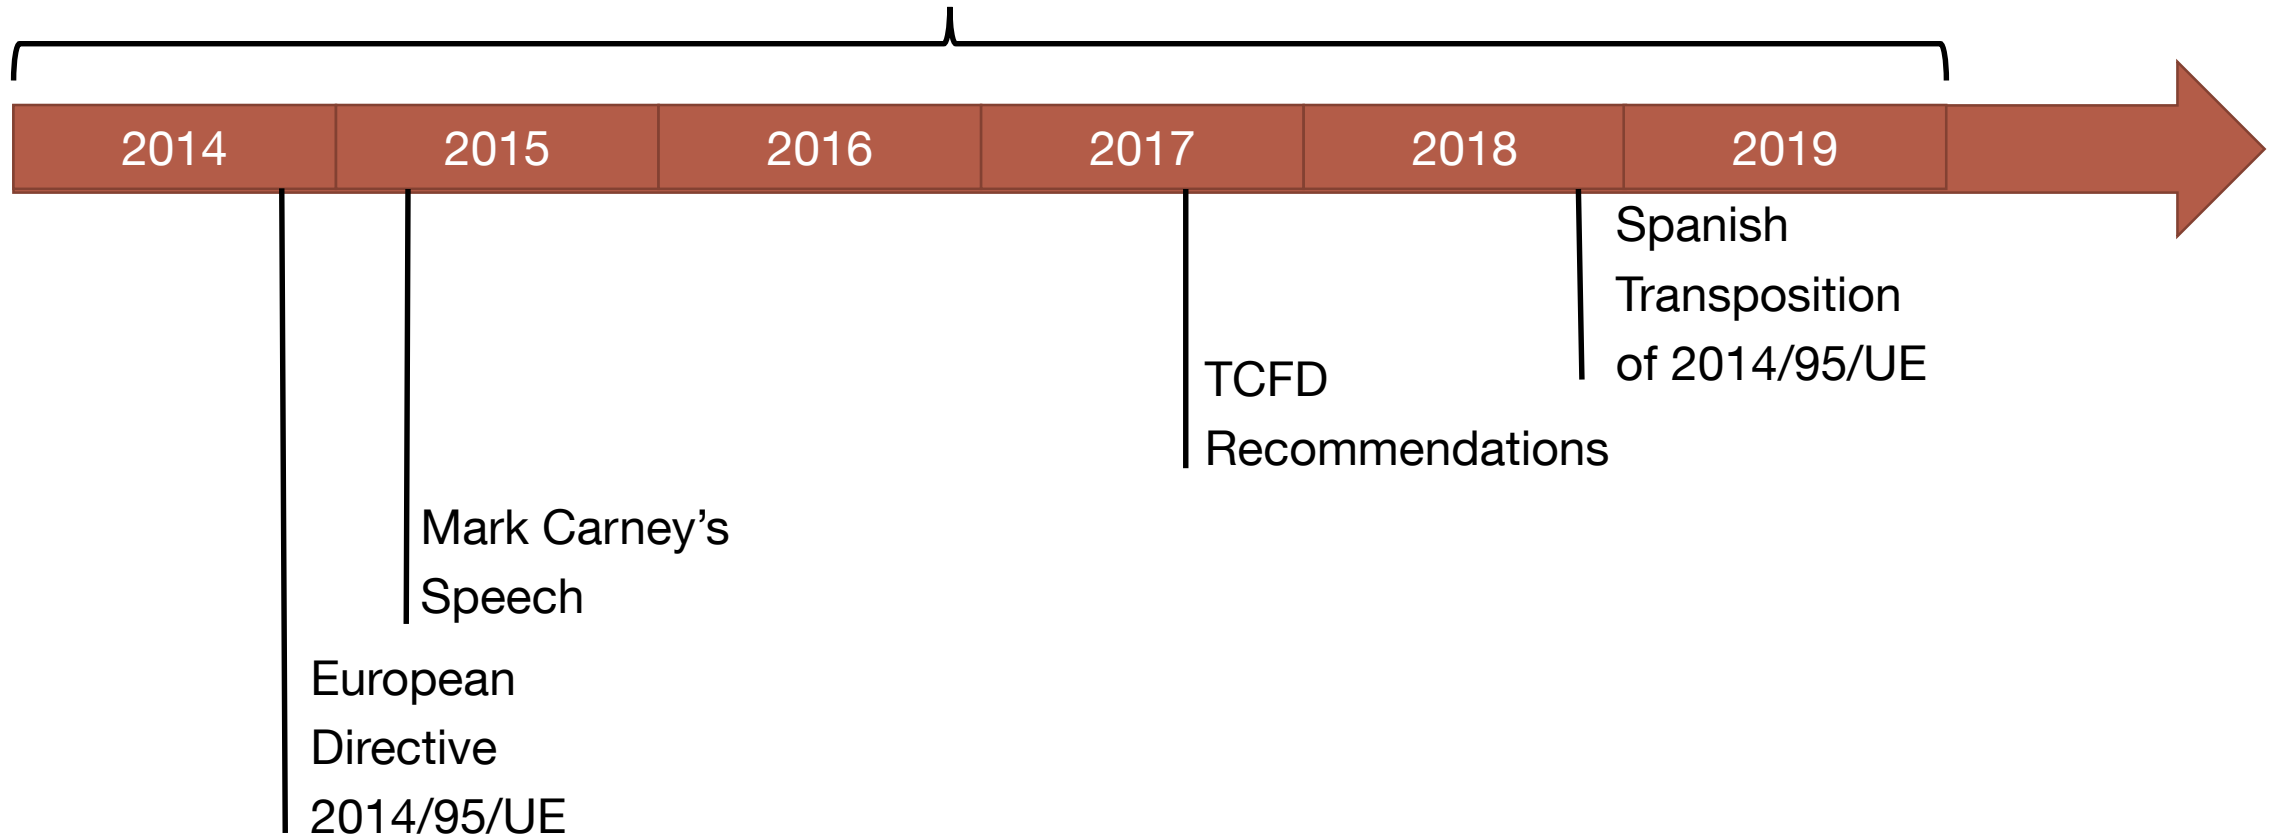 2014
2015
2016
2017
2018
2019
Spanish
Transposition
of 2014/95/UE
TCFD
Recommendations
Mark Carney’s
Speech
European
Directive
2014/95/UE